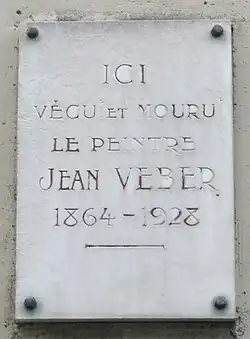 ICI
VÉCU ET MOURU
LE PEINTRE
JEAN VEBER
1864-1928